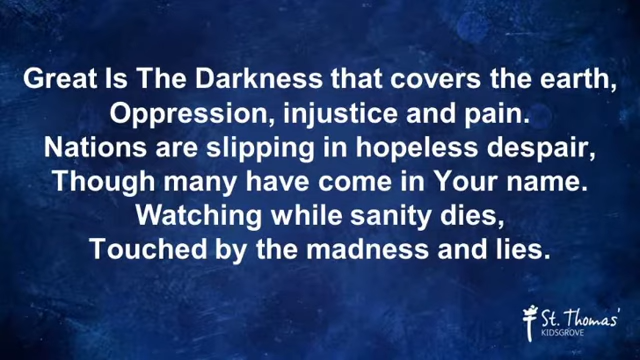 Great Is The Darkness that covers the earth,
Oppression, injustice and pain.
Nations are slipping in hopeless despair,
Though many have come in Your name.
Watching while sanity dies,
Touched by the madness and lies.
St. Thomas'
KIDSGROVE